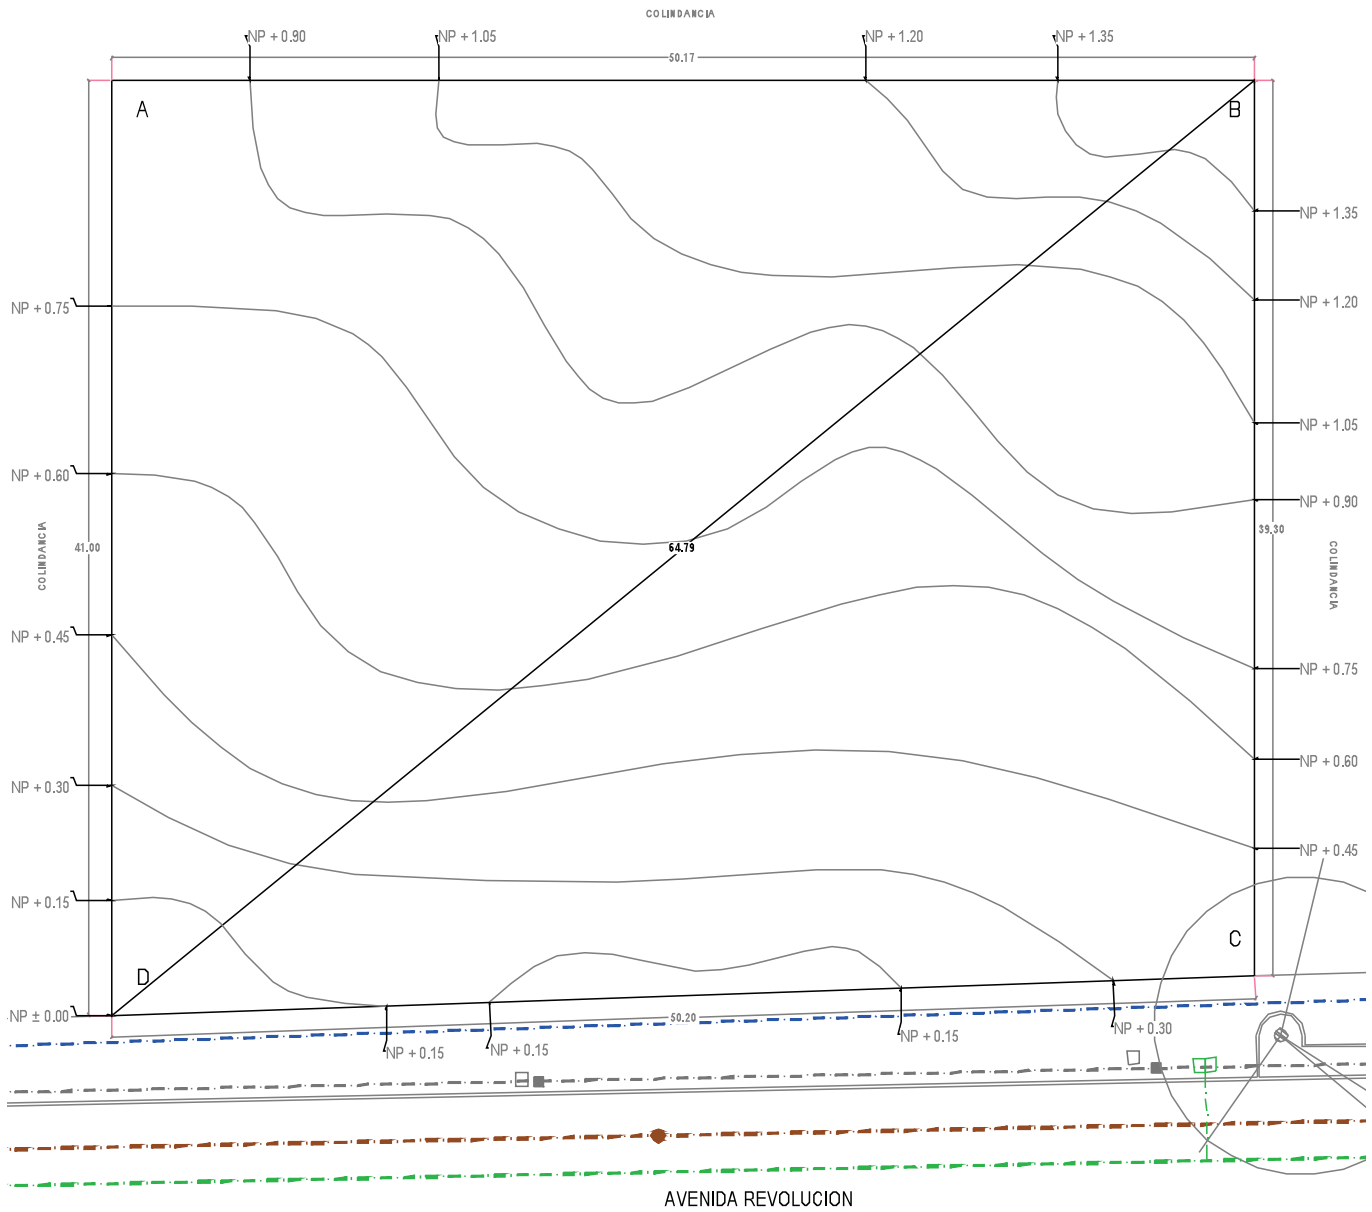 COLINDANCIA
NP + 0.90
NP + 1.05
NP + 1.20
NP + 1.35
50.17
A
B
NP + 1.35
NP + 0.75
NP + 1.20
NP + 1.05
NP + 0.60
NP + 0.90
COLINDANCIA
41.00
64.79
39.30
COLINDANCIA
NP + 0.45
NP + 0.75
NP + 0.30
NP + 0.60
NP + 0.45
NP + 0.15
C
D
NP ± 0.00
50.20
NP + 0.15
NP + 0.15
NP + 0.15
NP + 0.30
AVENIDA REVOLUCION